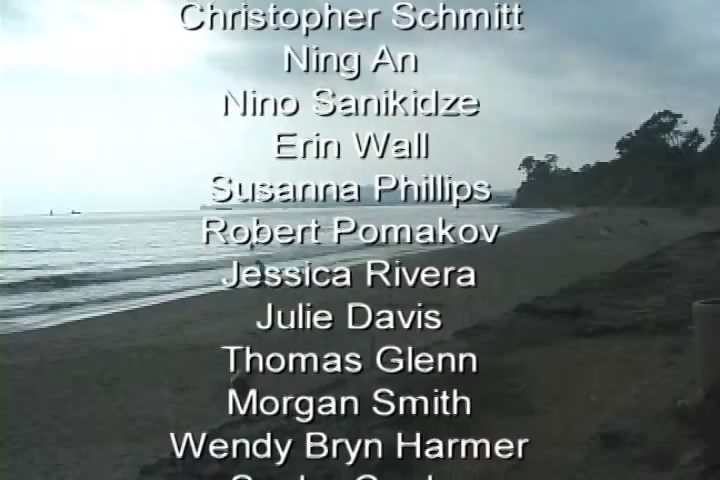 Christopher Schmitt
Ning An
Nino Sanikidze
Erin Wall
Susanna Phillips
Robert Pomakov
Jessica Rivera
Julie Davis
Thomas Glenn
Morgan Smith
Wendy Bryn Harmer